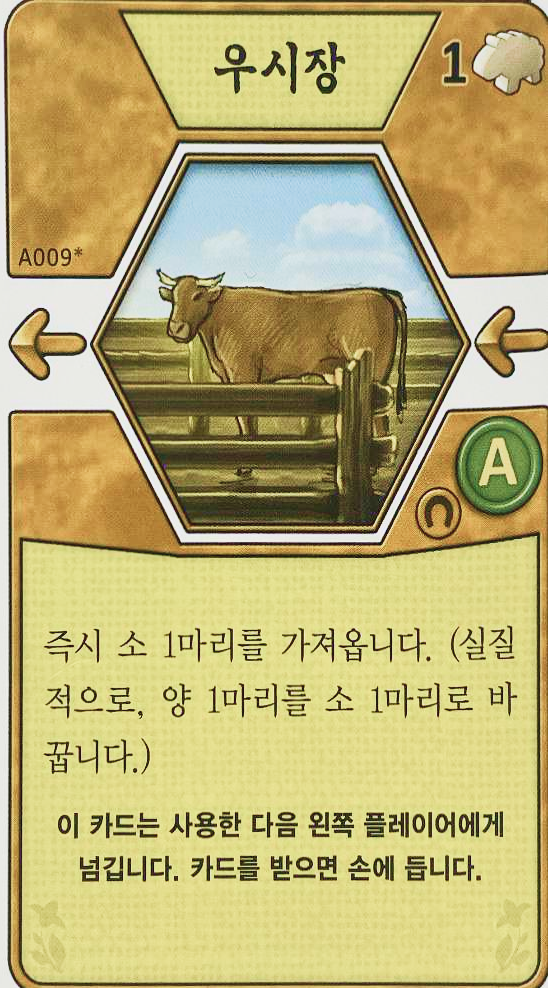 우시장
1
A009*
A
즉시 소 1마리를 가져옵니다. (실질
적으로, 양 1마리를 소 1마리로 바
꿉니다.)
이 카드는 사용한 다음 왼쪽 플레이어에게
넘깁니다. 카드를 받으면 손에 둡니다.